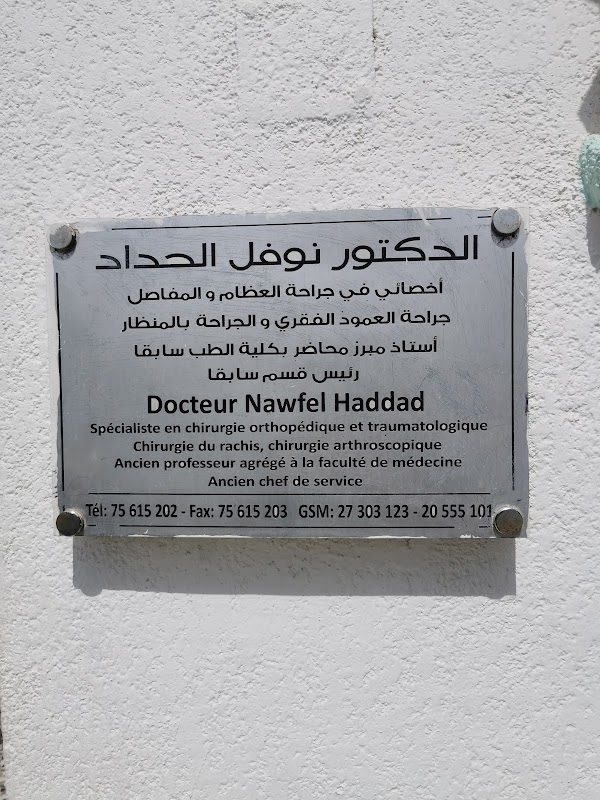 الدكتور نوفل الحداد
أخصائي في جراحة العظام و المفاصل
جراحة العمود الفقري و الجراحة بالمنظار
أستاذ مبرز محاضر بكلية الطب سابقا
رئيس قسم سابقا
Docteur Nawfel Haddad
Spécialiste en chirurgie orthopédique et traumatologique
Chirurgie du rachis, chirurgie arthroscopique
Ancien professeur agrégé à la faculté de médecine
Ancien chef de service
Tél: 75 615 202 - Fax: 75 615 203 GSM: 27 303 123 - 20 555 101